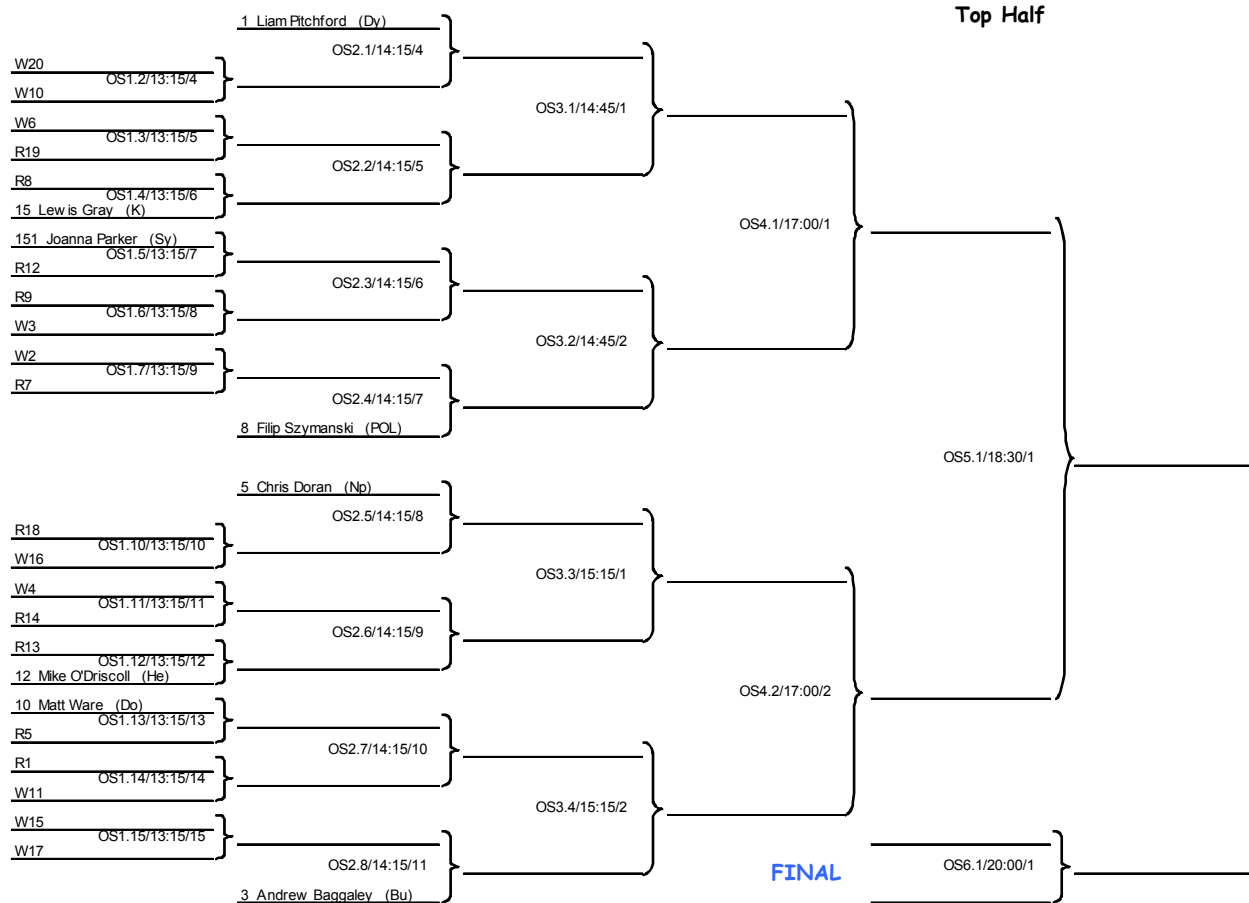 Top Half
1 Liam Pitchford (Dy)
OS2.1/14:15/4
W20
OS1.2/13:15/4
W10
OS3.1/14:45/1
W6
OS1.3/13:15/5
R19
OS2.2/14:15/5
R8
OS1.4/13:15/6
15 Lewis Gray (K)
OS4.1/17:00/1
151 Joanna Parker (Sy)
OS1.5/13:15/7
R12
OS2.3/14:15/6
R9
OS1.6/13:15/8
W3
OS3.2/14:45/2
W2
OS1.7/13:15/9
R7
OS2.4/14:15/7
8 Filip Szymanski (POL)
OS5.1/18:30/1
5 Chris Doran (Np)
OS2.5/14:15/8
R18
OS1.10/13:15/10
W16
OS3.3/15:15/1
W4
OS1.11/13:15/11
R14
OS2.6/14:15/9
R13
OS1.12/13:15/12
12 Mike O'Driscoll (He)
OS4.2/17:00/2
10 Matt Ware (Do)
OS1.13/13:15/13
R5
OS2.7/14:15/10
R1
OS1.14/13:15/14
W11
OS3.4/15:15/2
W15
OS1.15/13:15/15
W17
OS2.8/14:15/11
FINAL
OS6.1/20:00/1
3 Andrew Baggaley (Bu)